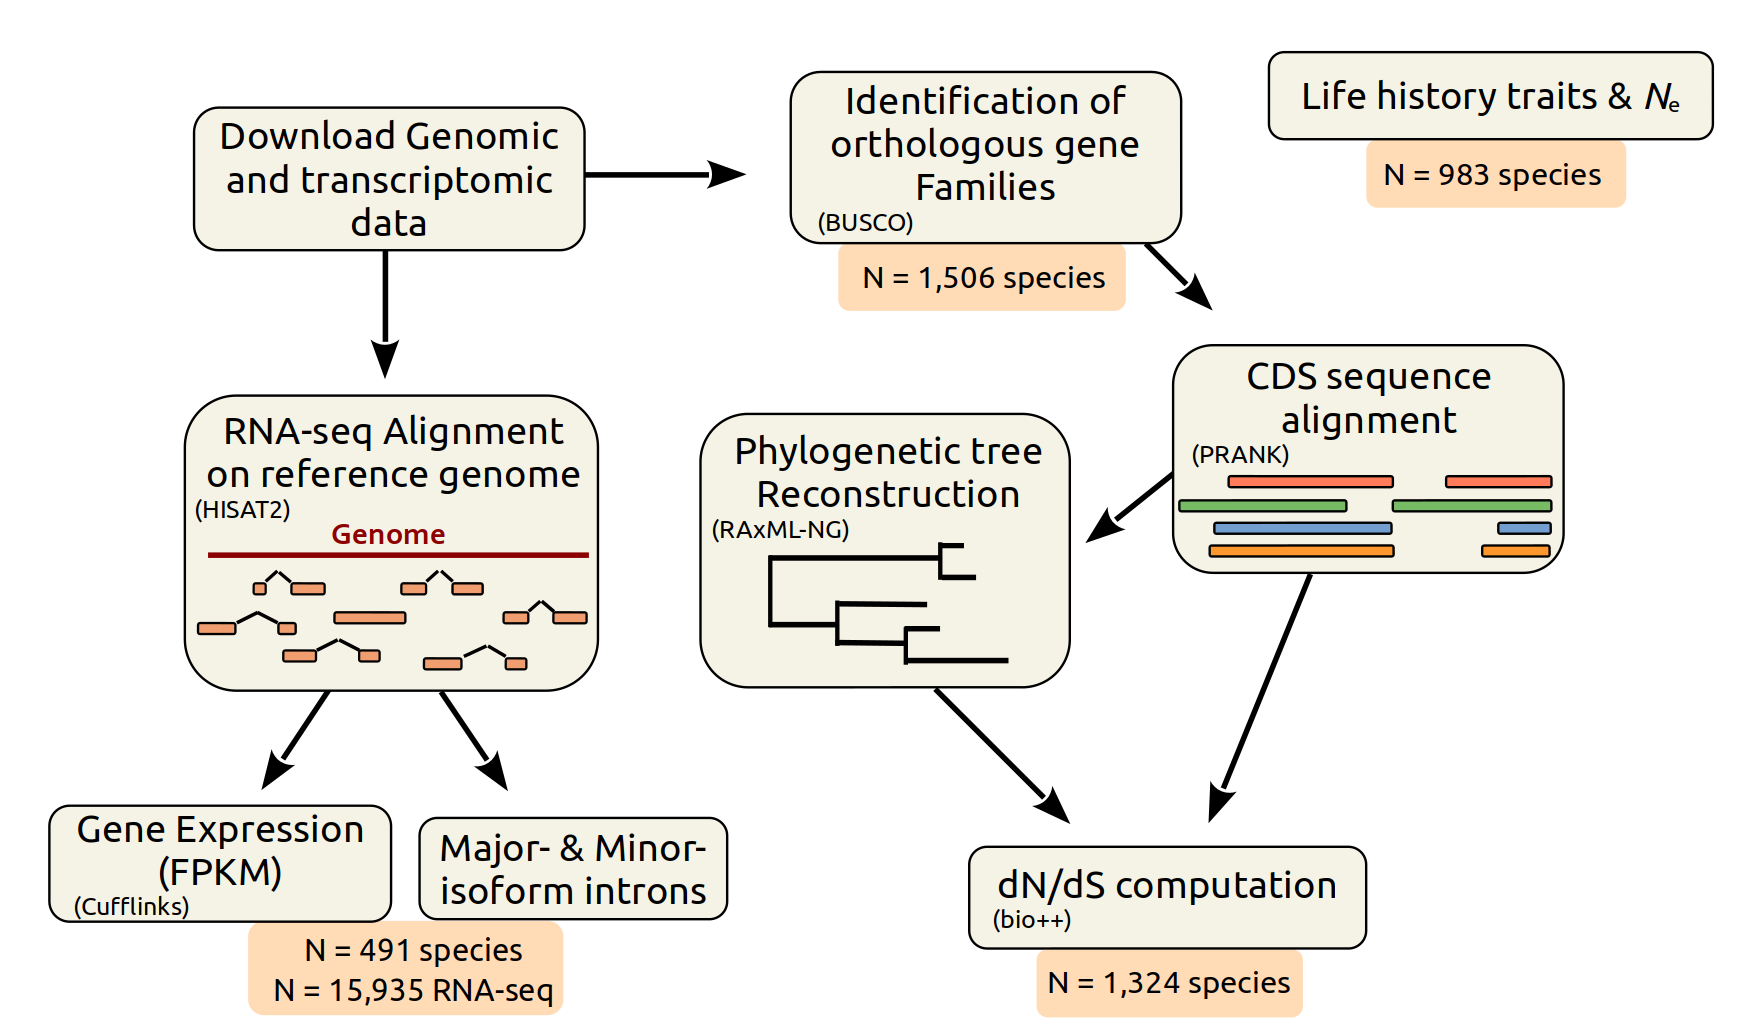 Download Genomic
and transcriptomic
data
Identification of
orthologous gene
Families
(BUSCO)
N = 1,506 species
Life history traits & Ne
N = 983 species
RNA-seq Alignment
on reference genome
(HISAT2)
Genome
Phylogenetic tree
Reconstruction
(RAxML-NG)
CDS sequence
alignment
(PRANK)
Gene Expression
(FPKM)
(Cufflinks)
Major- & Minor-
isoform introns
N = 491 species
N = 15,935 RNA-seq
dN/dS computation
(bio++)
N = 1,324 species